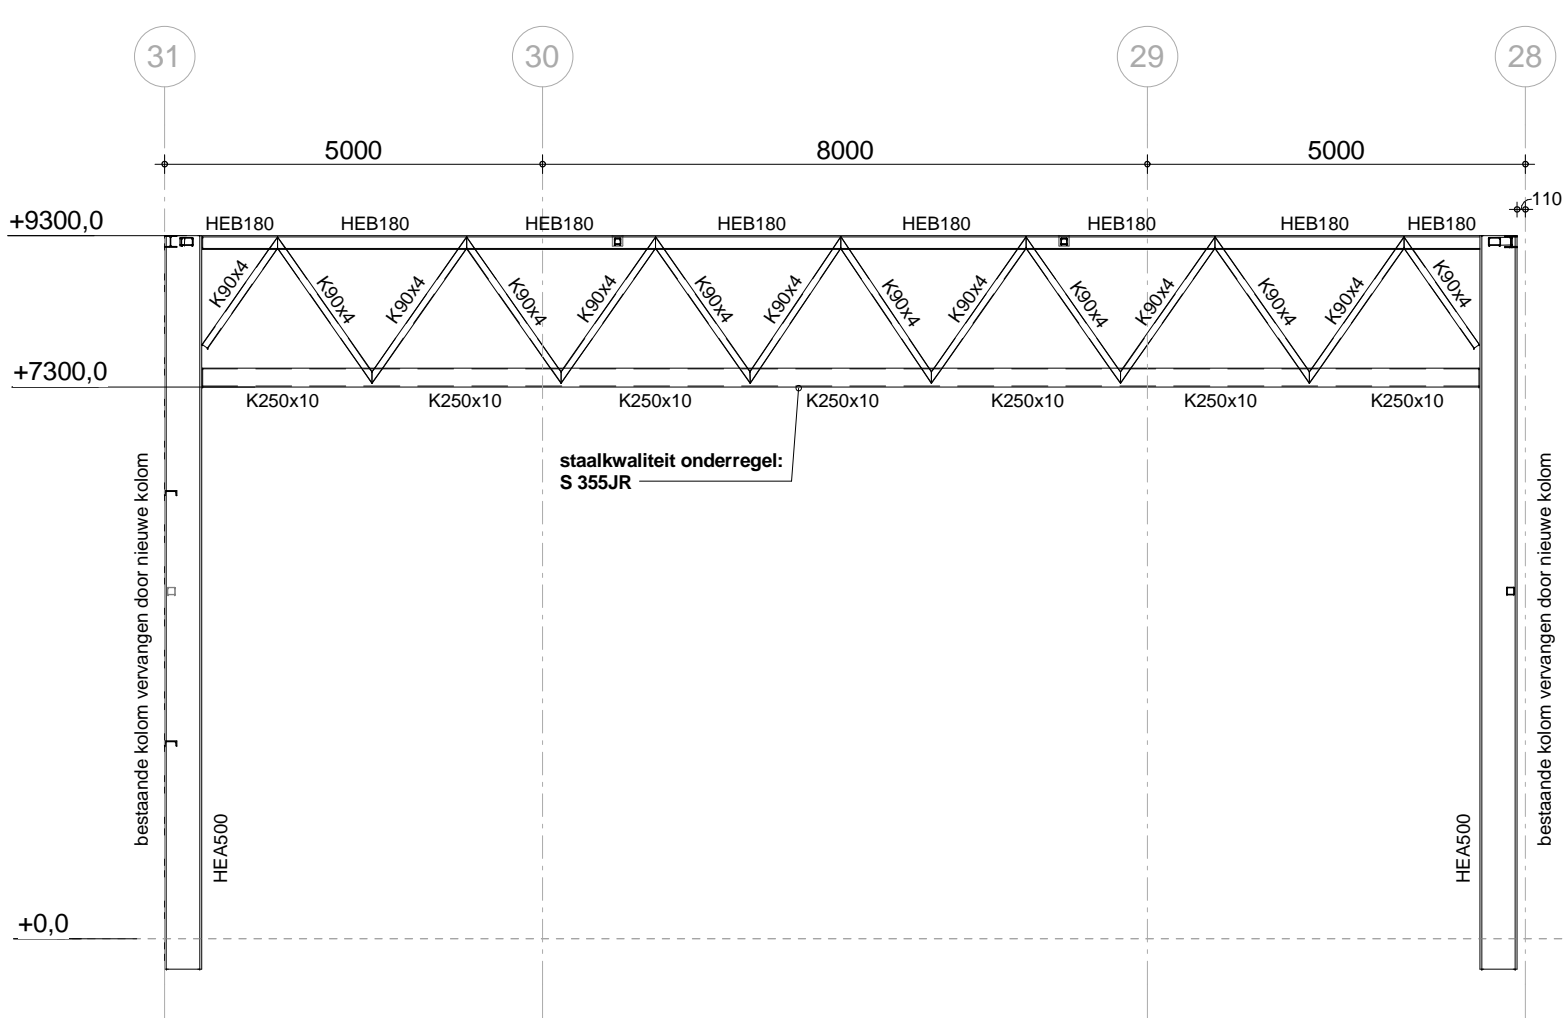 31
30
29
28
5000
8000
5000
110
+9300,0
HEB180
HEB180
HEB180
HEB180
HEB180
HEB180
HEB180
HEB180
K90x4
K90x4
K90x4
K90x4
K90x4
K90x4
K90x4
K90x4
K90x4
K90x4
K90x4
K90x4
K90x4
K90x4
+7300,0
K250x10
K250x10
K250x10
K250x10
K250x10
K250x10
K250x10
staalkwaliteit onderregel:
S 355JR
bestaande kolom vervangen door nieuwe kolom
bestaande kolom vervangen door nieuwe kolom
HEA500
HEA500
+0,0